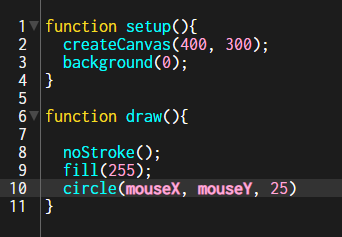 1 function setup(){
2   createCanvas(400, 300);
3   background(0);
4 }
5
6 function draw(){
7
8   noStroke();
9   fill(255);
10   circle(mouseX, mouseY, 25)
11 }